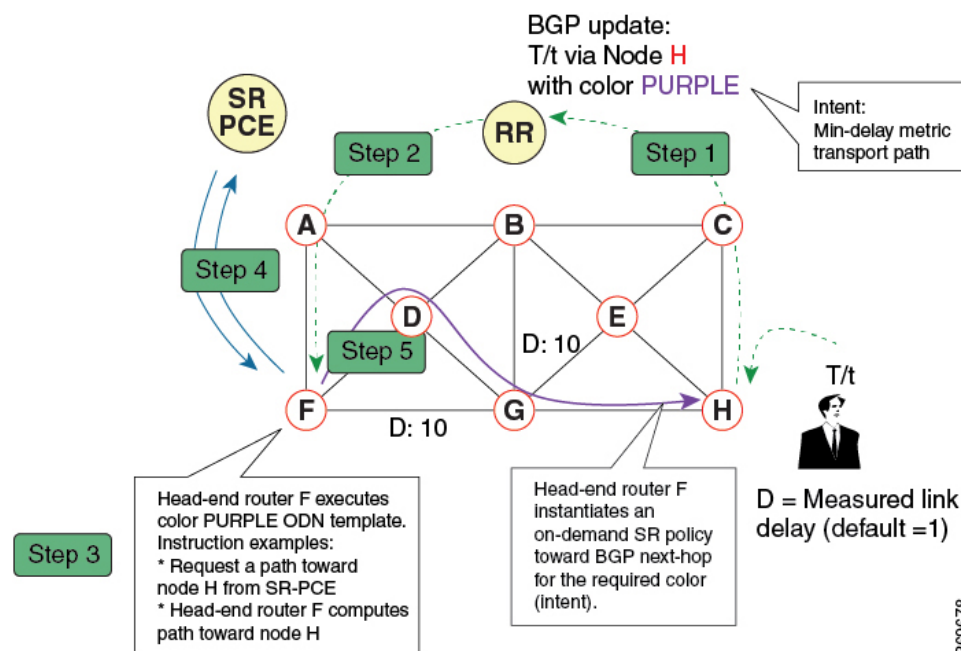 BGP update:
T/t via Node H
with color PURPLE
SR
PCE
RR
Intent:
Min-delay metric
transport path
Step 2
Step 1
A
B
C
Step 4
D
E
Step 5
D: 10
T/t
F
G
H
D: 10
Head-end router F executes
color PURPLE ODN template.
Instruction examples:
* Request a path toward
node H from SR-PCE
* Head-end router F computes
path toward node H
Head-end router F
instantiates an
on-demand SR policy
toward BGP next-hop
for the required color
(intent).
D = Measured link
delay (default =1)
Step 3